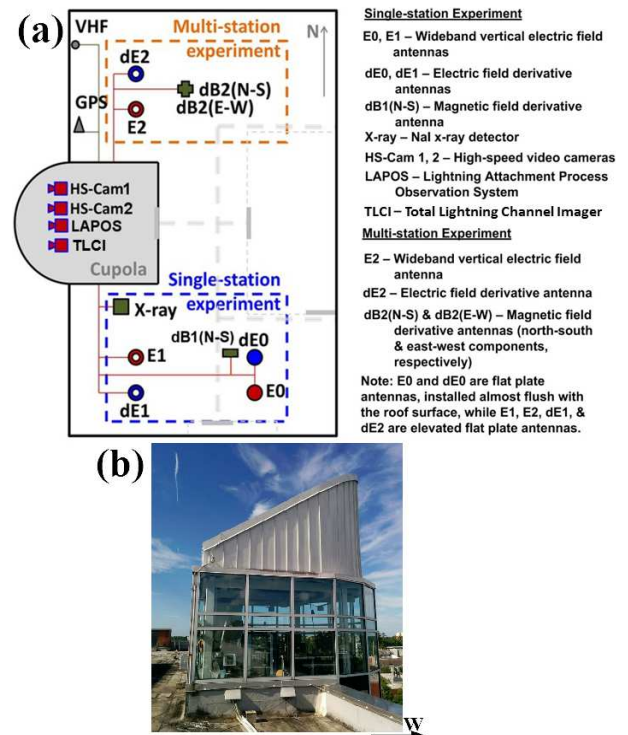 (a)
VHF
GPS
Multi-station
experiment
N
dE2
dB2(N-S)
dB2(E-W)
E2
HS-Cam1
HS-Cam2
LAPOS
TLCI
Cupola
Single-station
experiment
X-ray
dB1(N-S)
dE0
E1
dE1
E0
Single-station Experiment
E0, E1 – Wideband vertical electric field
antennas
dE0, dE1 – Electric field derivative
antennas
dB1(N-S) – Magnetic field derivative
antenna
X-ray – NaI x-ray detector
HS-Cam 1, 2 – High-speed video cameras
LAPOS – Lightning Attachment Process
Observation System
TLCI – Total Lightning Channel Imager
Multi-station Experiment
E2 – Wideband vertical electric field
antenna
dE2 – Electric field derivative antenna
dB2(N-S) & dB2(E-W) – Magnetic field
derivative antennas (north-south
& east-west components,
respectively)
Note: E0 and dE0 are flat plate
antennas, installed almost flush with
the roof surface, while E1, E2, dE1, &
dE2 are elevated flat plate antennas.
(b)
W